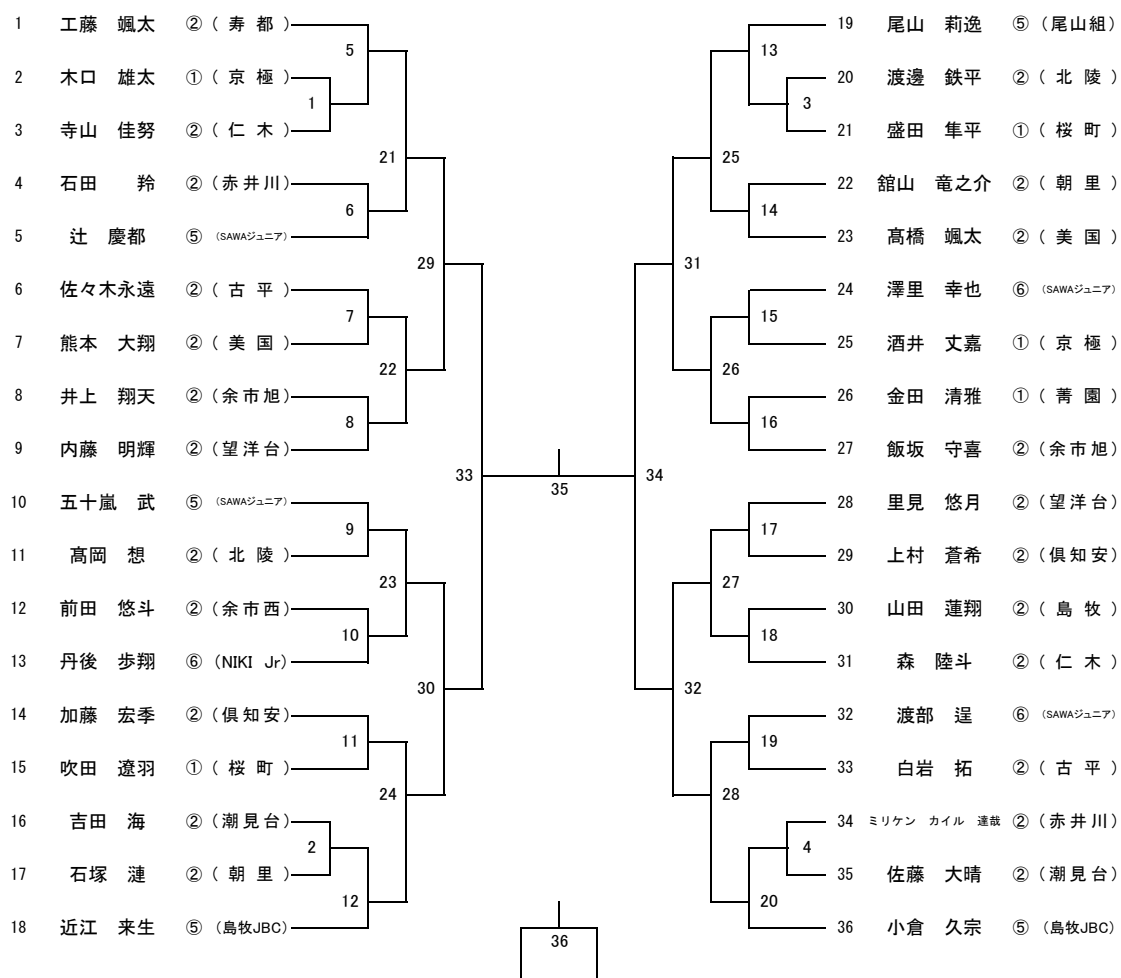 1 工藤 颯太 ② ( 寿 都 )
5
2 木口 雄太 ① ( 京 極 )
1
3 寺山 佳努 ② ( 仁 木 )
21
4 石田 羚 ② (赤井川)
6
5 辻 慶都 ⑤ (SAWAジュニア)
29
6 佐々木永遠 ② ( 古 平 )
7
7 熊本 大翔 ② ( 美 国 )
22
8 井上 翔天 ② (余市旭)
8
9 内藤 明輝 ② (望洋台)
33
10 五十嵐 武 ⑤ (SAWAジュニア)
9
11 髙岡 想 ② ( 北 陵 )
23
12 前田 悠斗 ② (余市西)
10
13 丹後 歩翔 ⑥ (NIKI Jr)
30
14 加藤 宏季 ② (倶知安)
11
15 吹田 遼羽 ① ( 桜 町 )
24
16 吉田 海 ② (潮見台)
2
17 石塚 漣 ② ( 朝 里 )
12
18 近江 来生 ⑤ (島牧JBC)
35
36
19 尾山 莉逸 ⑤ (尾山組)
13
20 渡邊 鉄平 ② ( 北 陵 )
3
21 盛田 隼平 ① ( 桜 町 )
25
22 舘山 竜之介 ② ( 朝 里 )
14
23 髙橋 颯太 ② ( 美 国 )
31
24 澤里 幸也 ⑥ (SAWAジュニア)
15
25 酒井 丈嘉 ① ( 京 極 )
26
26 金田 清雅 ① ( 菁 園 )
16
27 飯坂 守喜 ② (余市旭)
34
28 里見 悠月 ② (望洋台)
17
29 上村 蒼希 ② (倶知安)
27
30 山田 蓮翔 ② ( 島 牧 )
18
31 森 陸斗 ② ( 仁 木 )
32
32 渡部 逞 ⑥ (SAWAジュニア)
19
33 白岩 拓 ② ( 古 平 )
28
34 ミリケン カイル 達哉 ② (赤井川)
4
35 佐藤 大晴 ② (潮見台)
20
36 小倉 久宗 ⑤ (島牧JBC)